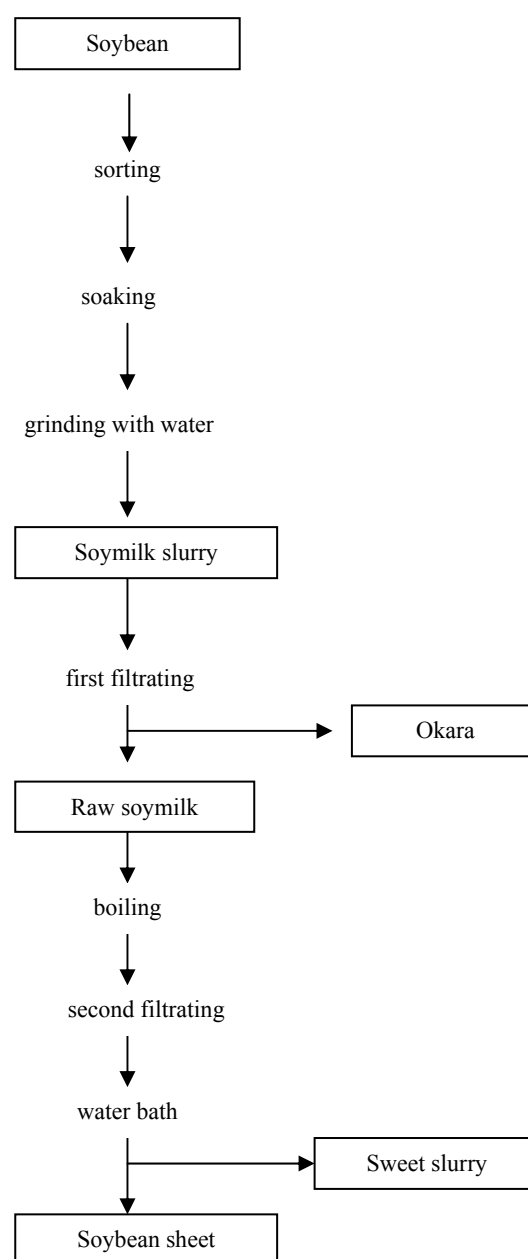 Soybean
sorting
soaking
grinding with water
Soymilk slurry
first filtrating
Okara
Raw soymilk
boiling
second filtrating
water bath
Sweet slurry
Soybean sheet